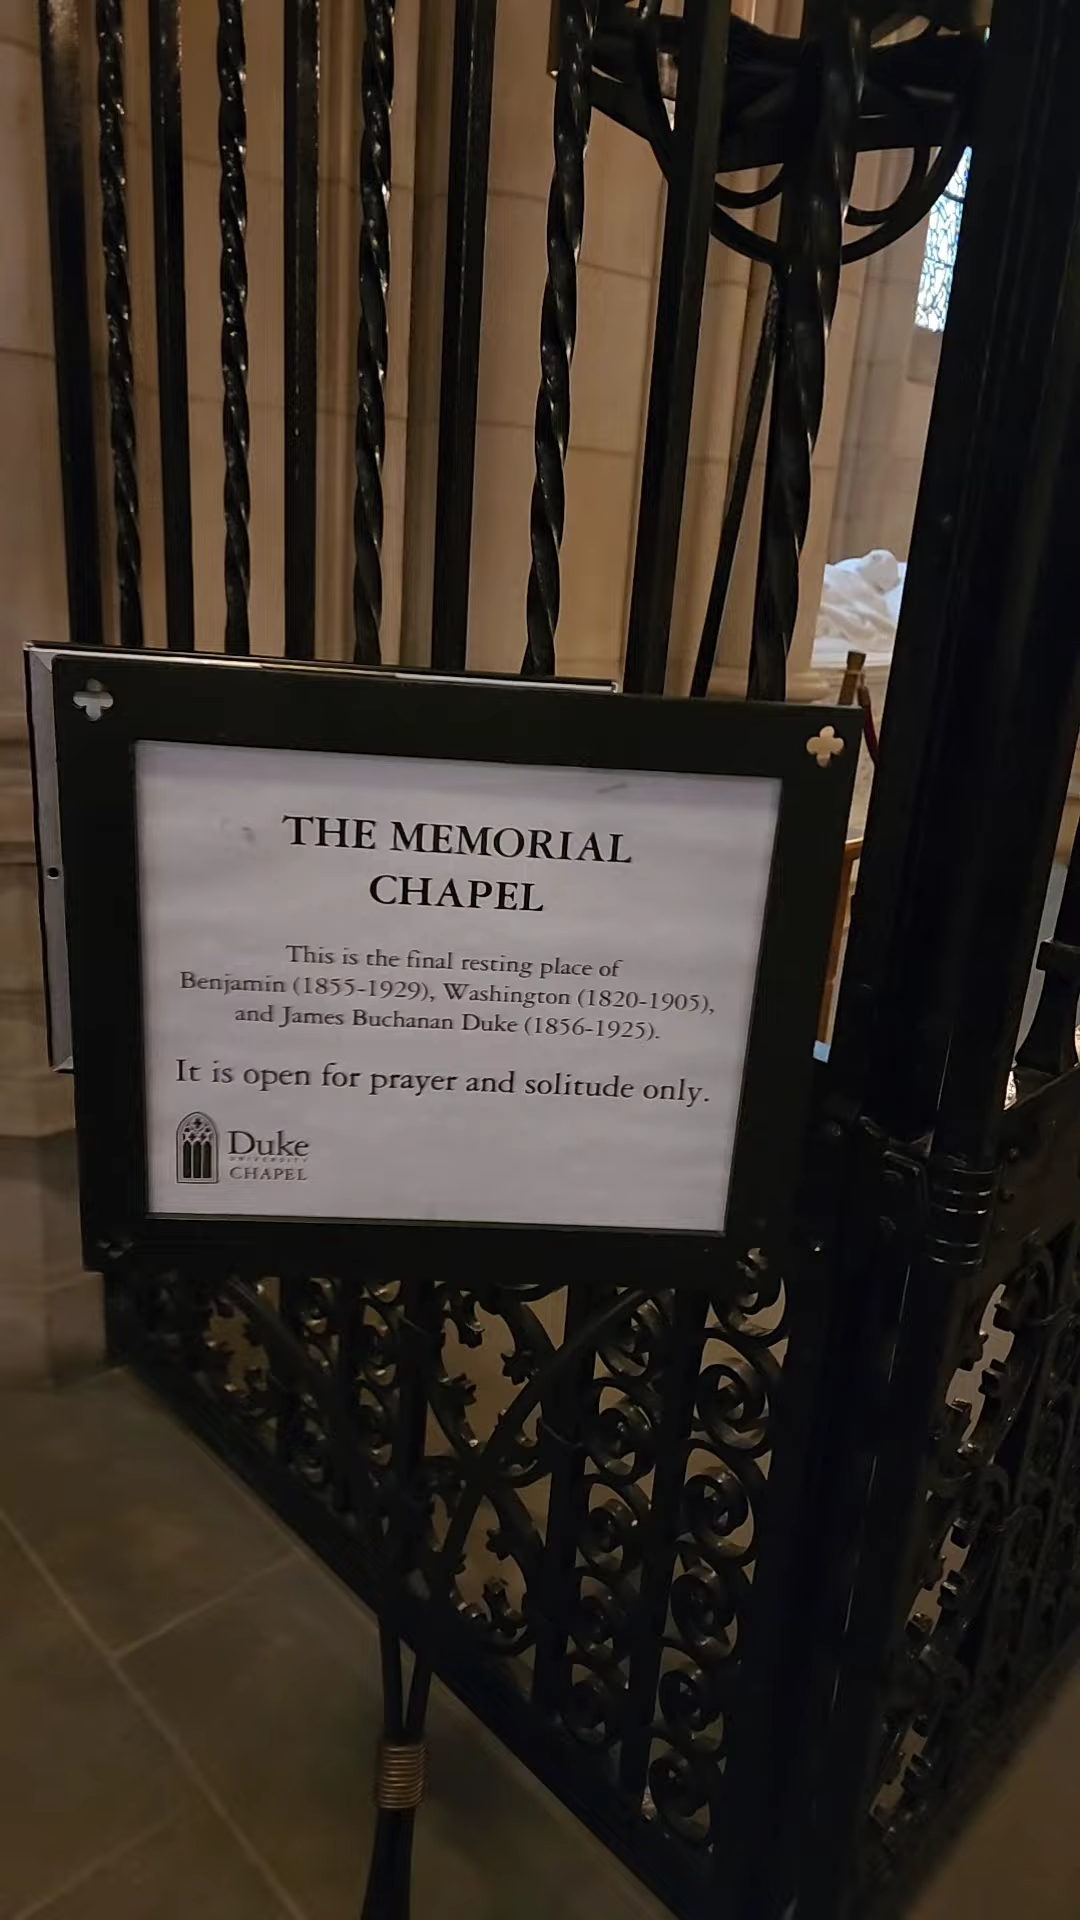 THE MEMORIAL
CHAPEL
This is the final resting place of
Benjamin (1855-1929), Washington (1820-1905),
and James Buchanan Duke (1856-1925).
It is open for prayer and solitude only.
Duke
UNIVERSITY
CHAPEL